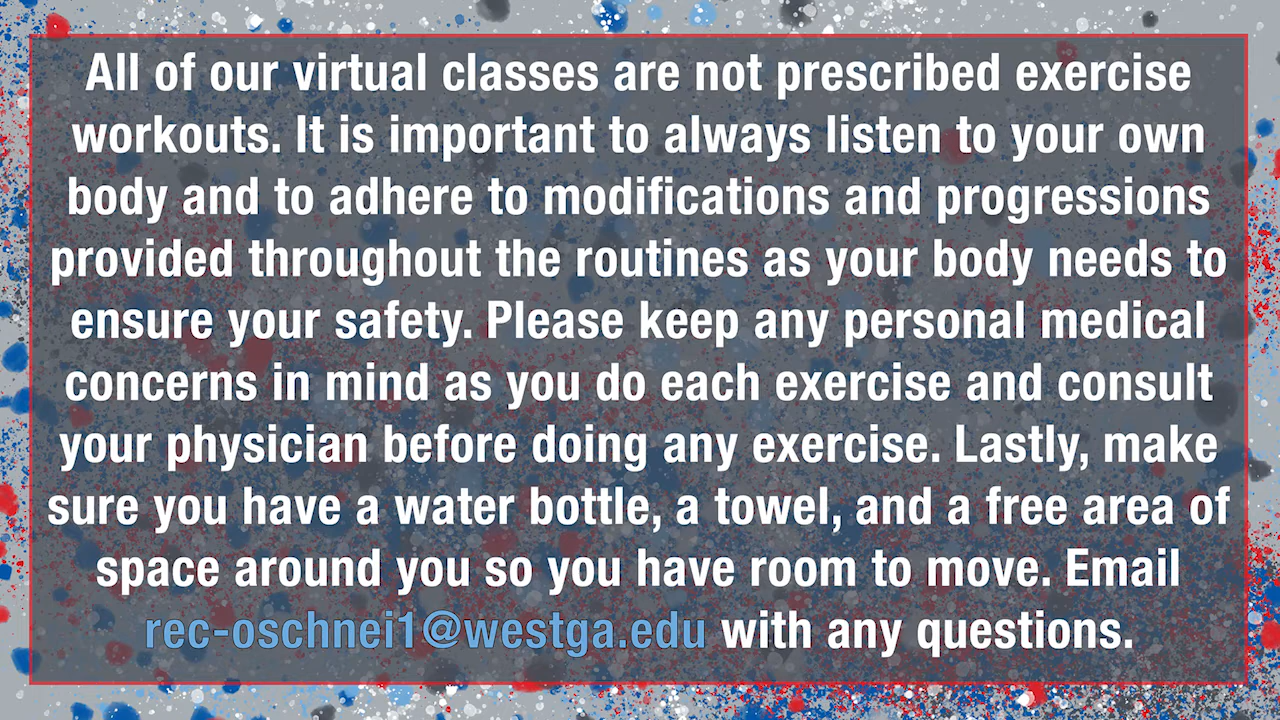 All of our virtual classes are not prescribed exercise
workouts. It is important to always listen to your own
body and to adhere to modifications and progressions
provided throughout the routines as your body needs to
ensure your safety. Please keep any personal medical
concerns in mind as you do each exercise and consult
your physician before doing any exercise. Lastly, make
sure you have a water bottle, a towel, and a free area of
space around you so you have room to move. Email
rec-oschnei1@westga.edu with any questions.